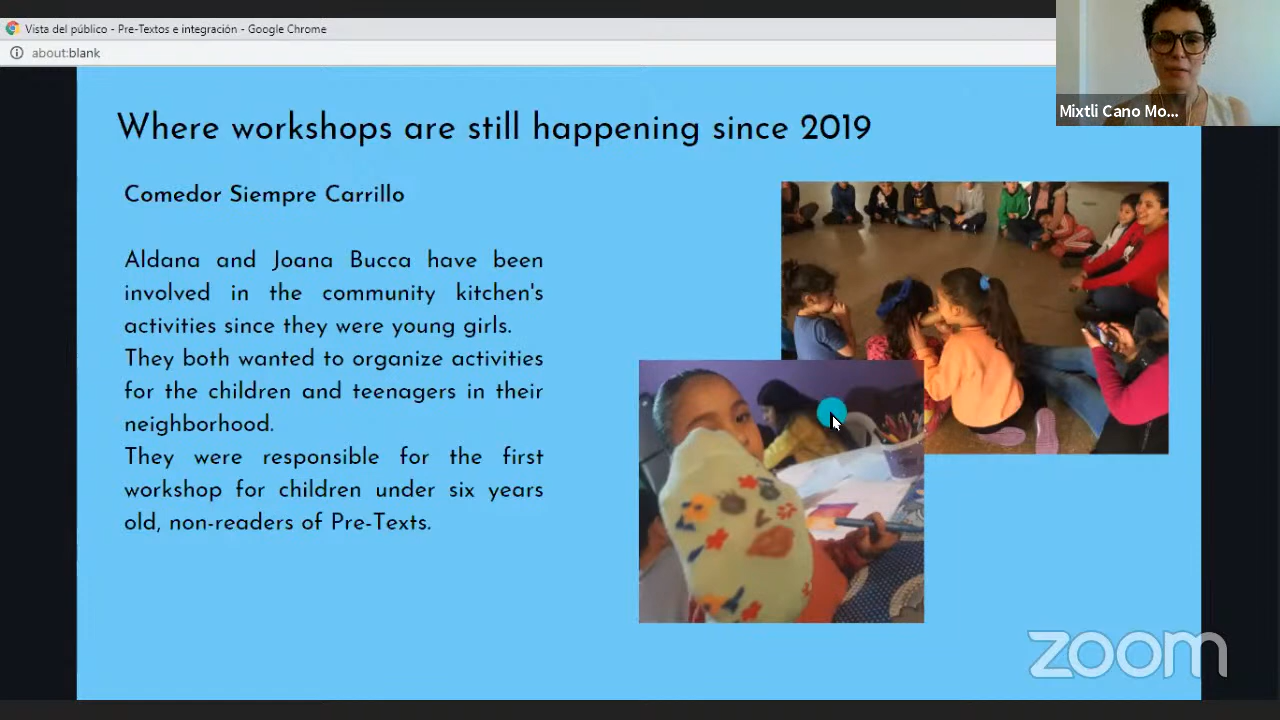 Vista del público - Pre-Textos e integración - Google Chrome
about:blank
Mixtli Cano Mo...
Where workshops are still happening since 2019
Comedor Siempre Carrillo
Aldana and Joana Bucca have been
involved in the community kitchen's
activities since they were young girls.
They both wanted to organize activities
for the children and teenagers in their
neighborhood.
They were responsible for the first
workshop for children under six years
old, non-readers of Pre-Texts.
zoom